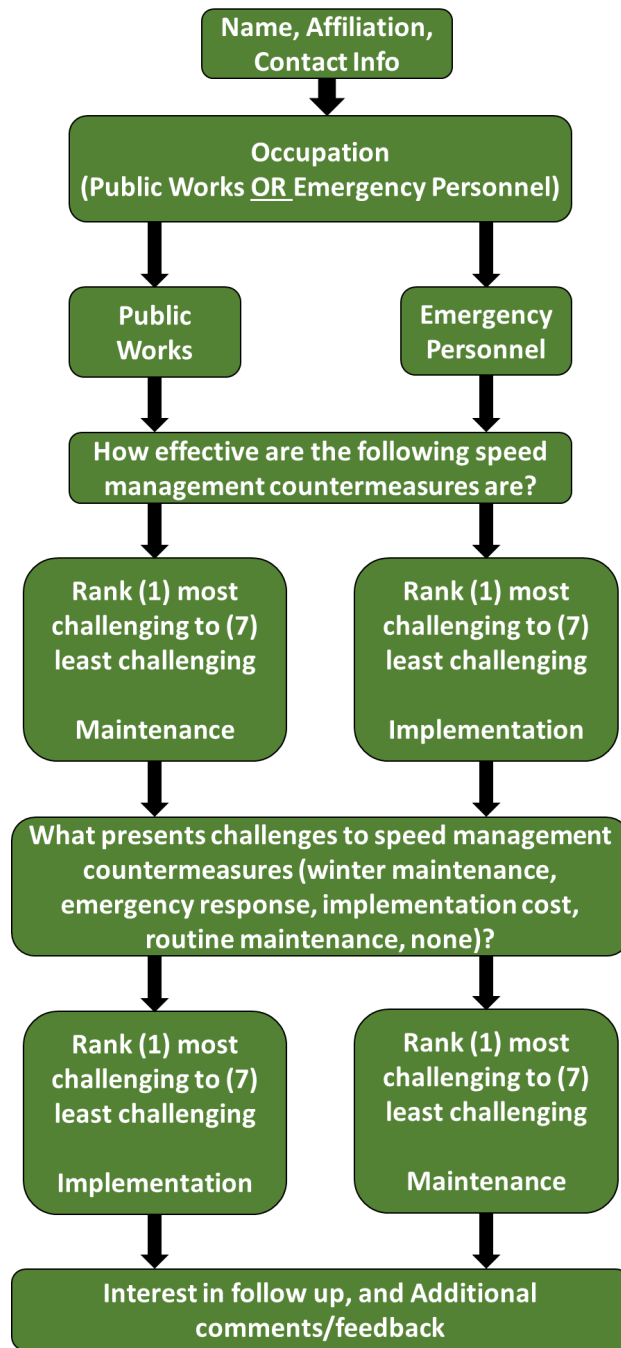 Name, Affiliation,
Contact Info
Occupation
(Public Works OR Emergency Personnel)
Public
Works
Emergency
Personnel
How effective are the following speed
management countermeasures are?
Rank (1) most
challenging to (7)
least challenging
Maintenance
Rank (1) most
challenging to (7)
least challenging
Implementation
What presents challenges to speed management
countermeasures (winter maintenance,
emergency response, implementation cost,
routine maintenance, none)?
Rank (1) most
challenging to (7)
least challenging
Implementation
Rank (1) most
challenging to (7)
least challenging
Maintenance
Interest in follow up, and Additional
comments/feedback